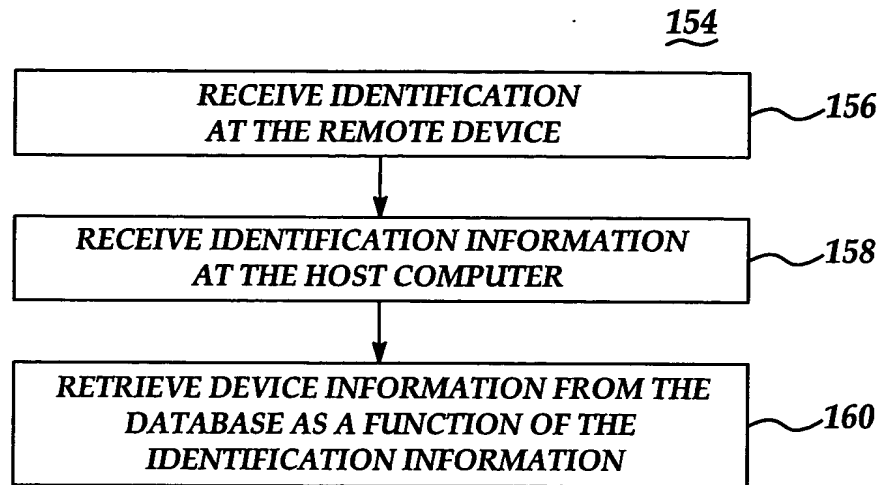 154
RECEIVE IDENTIFICATION
AT THE REMOTE DEVICE
156
RECEIVE IDENTIFICATION INFORMATION
AT THE HOST COMPUTER
158
RETRIEVE DEVICE INFORMATION FROM THE
DATABASE AS A FUNCTION OF THE
IDENTIFICATION INFORMATION
160